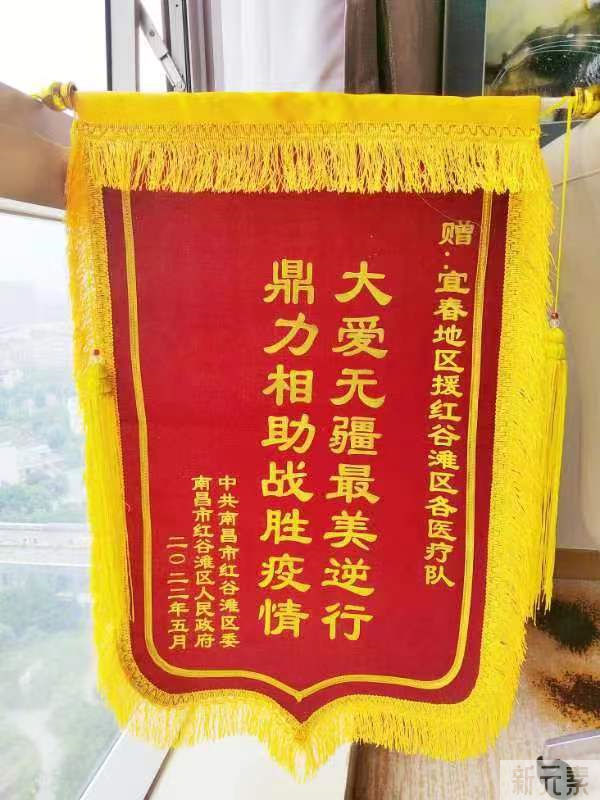 赠：宜春地区援红谷滩区各医疗队
大爱无疆最美逆行
鼎力相助战胜疫情
中共南昌市红谷滩区委
南昌市红谷滩区人民政府
二〇二二年五月
新元素